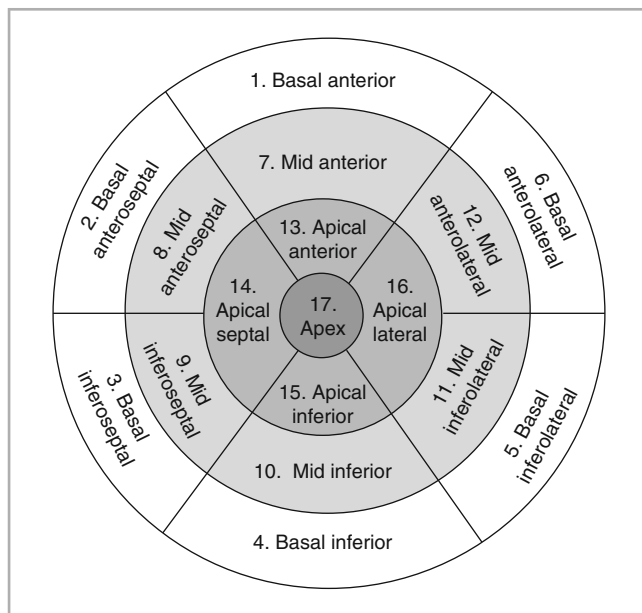 1. Basal anterior
2. Basal
anteroseptal
3. Basal
inferoseptal
4. Basal inferior
5. Basal
inferolateral
6. Basal
anterolateral
7. Mid anterior
8. Mid
anteroseptal
9. Mid
inferoseptal
10. Mid inferior
11. Mid
inferolateral
12. Mid
anterolateral
13. Apical
anterior
14.
Apical
septal
15. Apical
inferior
16.
Apical
lateral
17.
Apex